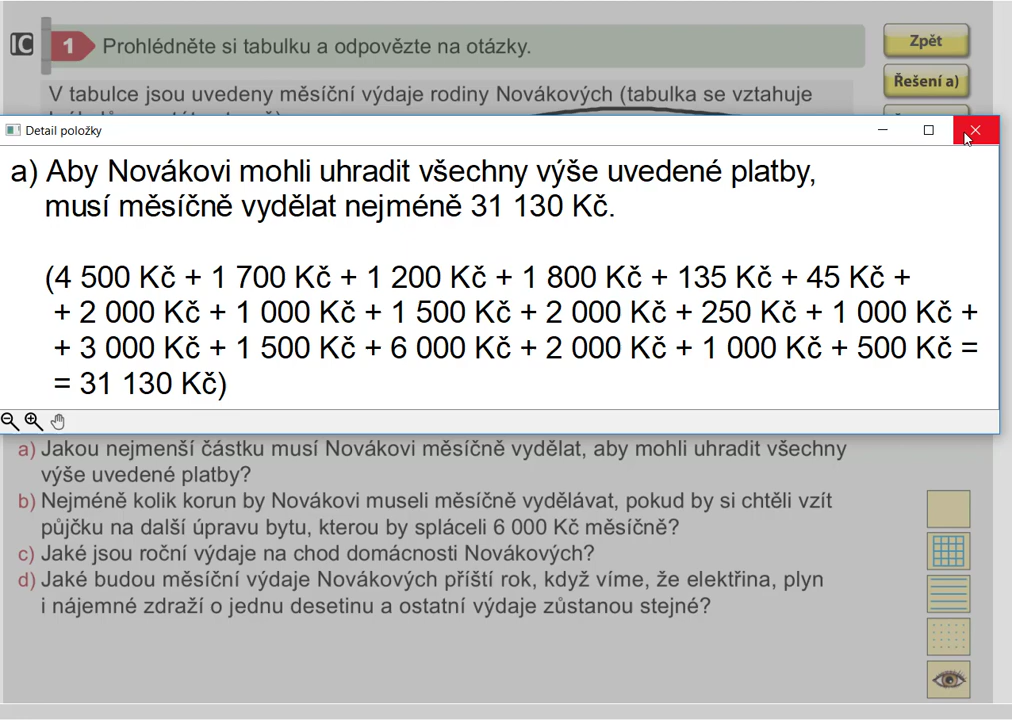 IC
1 Prohlédněte si tabulku a odpovězte na otázky.
Zpět
Řešení a)
V tabulce jsou uvedeny měsíční výdaje rodiny Novákových (tabulka se vztahuje
Detail položky
a) Aby Novákovi mohli uhradit všechny výše uvedené platby,
musí měsíčně vydělat nejméně 31 130 Kč.
(4 500 Kč + 1 700 Kč + 1 200 Kč + 1 800 Kč + 135 Kč + 45 Kč +
+ 2 000 Kč + 1 000 Kč + 1 500 Kč + 2 000 Kč + 250 Kč + 1 000 Kč +
+ 3 000 Kč + 1 500 Kč + 6 000 Kč + 2 000 Kč + 1 000 Kč + 500 Kč =
= 31 130 Kč)
a) Jakou nejmenší částku musí Novákovi měsíčně vydělat, aby mohli uhradit všechny
výše uvedené platby?
b) Nejméně kolik korun by Novákovi museli měsíčně vydělávat, pokud by si chtěli vzít
půjčku na další úpravu bytu, kterou by spláceli 6 000 Kč měsíčně?
c) Jaké jsou roční výdaje na chod domácnosti Novákových?
d) Jaké budou měsíční výdaje Novákových příští rok, když víme, že elektřina, plyn
i nájemné zdraží o jednu desetinu a ostatní výdaje zůstanou stejné?